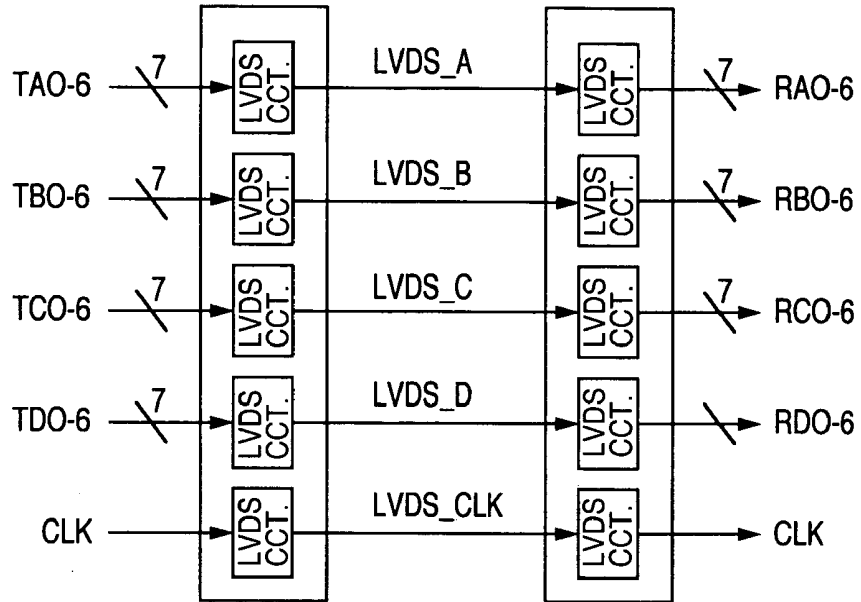 TAO-6 7 LVDS CCT. LVDS_A LVDS CCT. 7 RAO-6
TBO-6 7 LVDS CCT. LVDS_B LVDS CCT. 7 RBO-6
TCO-6 7 LVDS CCT. LVDS_C LVDS CCT. 7 RCO-6
TDO-6 7 LVDS CCT. LVDS_D LVDS CCT. RDO-6
CLK LVDS CCT. LVDS_CLK LVDS CCT. CLK